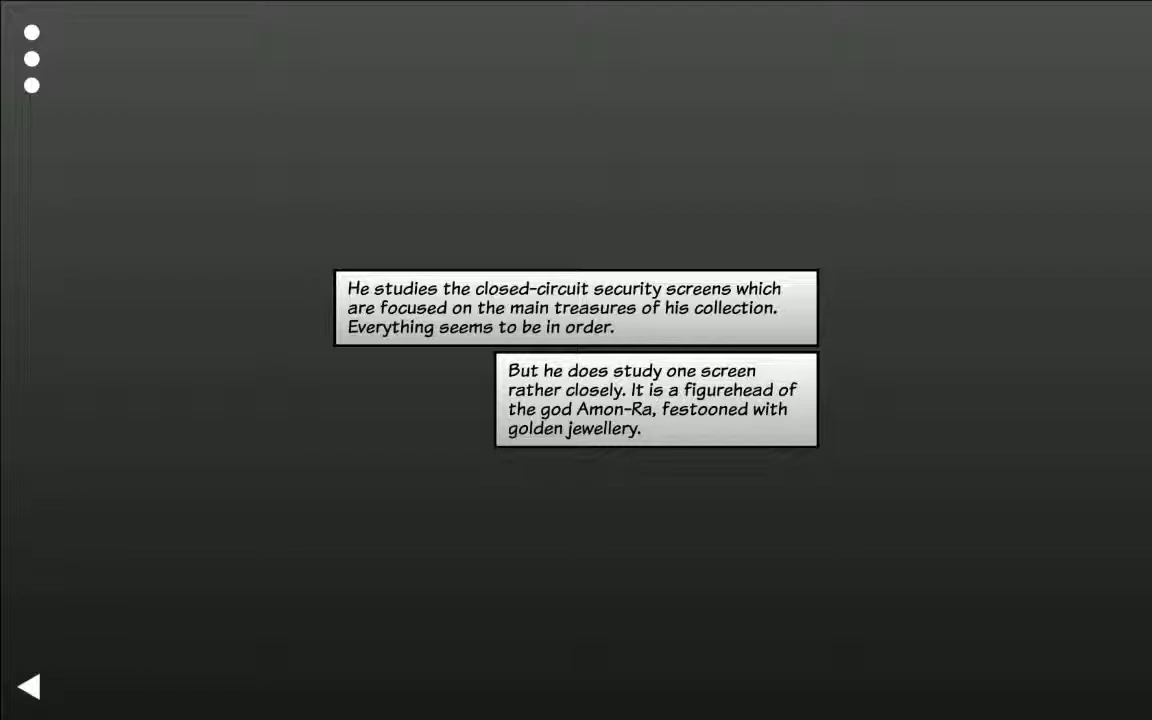 He studies the closed-circuit security screens which
are focused on the main treasures of his collection.
Everything seems to be in order.
But he does study one screen
rather closely. It is a figurehead of
the god Amon-Ra, festooned with
golden jewellery.